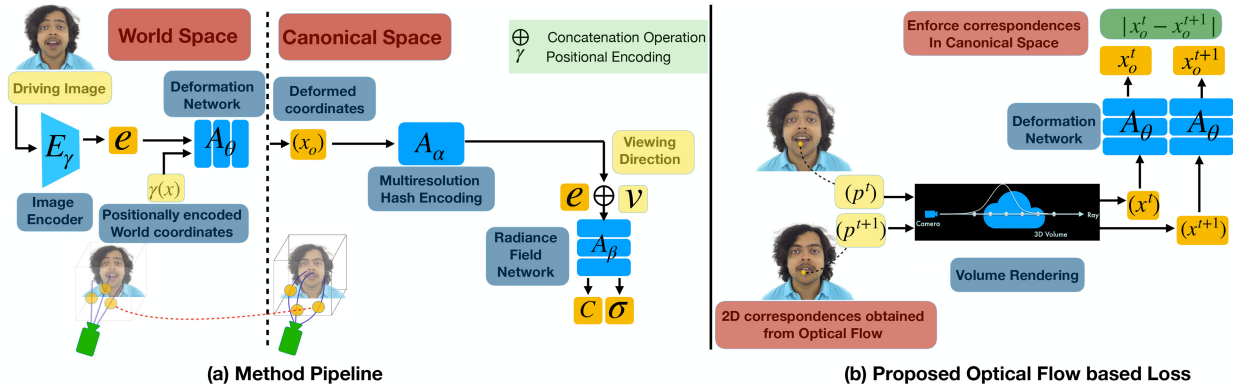 World Space
Canonical Space
⊕ Concatenation Operation
γ Positional Encoding
Driving Image
Deformation
Network
Deformed
coordinates
E_γ
e
A_θ
(x_o)
A_α
Viewing
Direction
γ(x)
Image
Encoder
Positionally encoded
World coordinates
Multiresolution
Hash Encoding
e ⊕ v
Radiance
Field
Network
A_β
C σ
(a) Method Pipeline
Enforce correspondences
In Canonical Space
|x_o^t − x_o^{t+1}|
x_o^t
x_o^{t+1}
Deformation
Network
A_θ A_θ
(p^t)
(p^{t+1})
Camera
Ray
3D Volume
(x^t)
(x^{t+1})
Volume Rendering
2D correspondences obtained
from Optical Flow
(b) Proposed Optical Flow based Loss